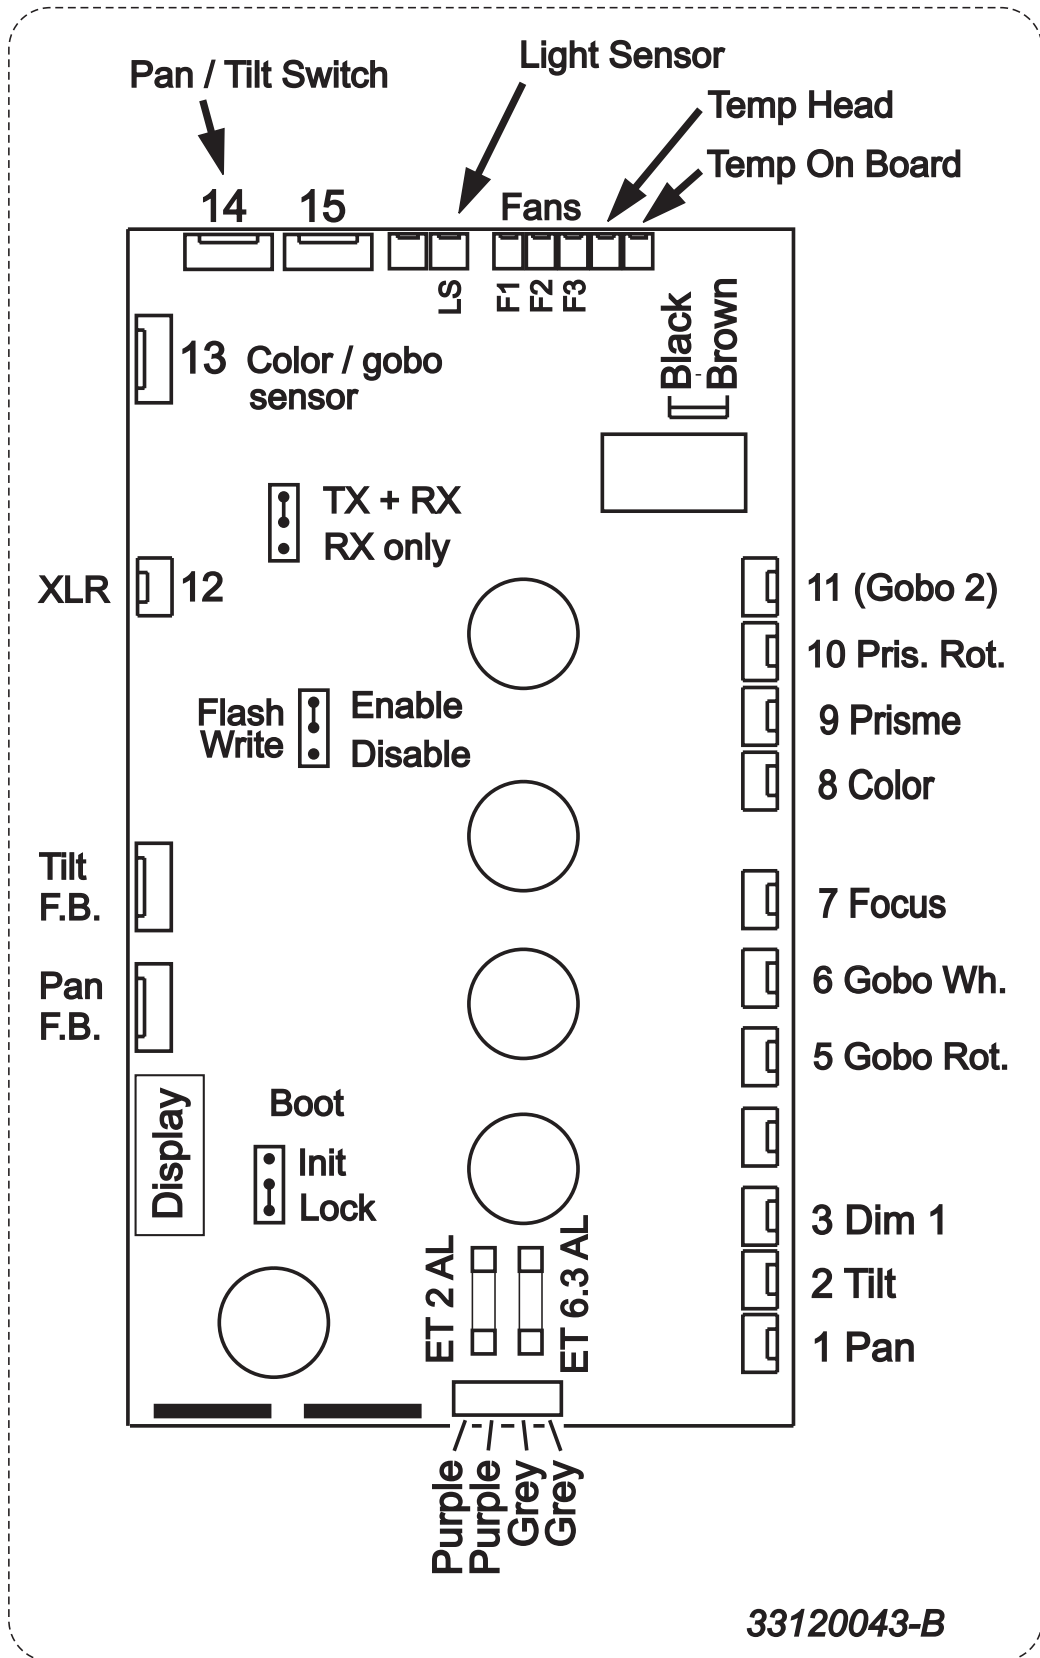 Light Sensor
Pan / Tilt Switch
Temp Head
Temp On Board
14
15
Fans
LS
F1
F2
F3
Black
Brown
13 Color / gobo
sensor
TX + RX
RX only
XLR
12
11 (Gobo 2)
10 Pris. Rot.
Flash
Write
Enable
Disable
9 Prisme
8 Color
Tilt
F.B.
7 Focus
Pan
F.B.
6 Gobo Wh.
5 Gobo Rot.
Display
Boot
Init
Lock
3 Dim 1
2 Tilt
1 Pan
ET 2 AL
ET 6.3 AL
Purple
Purple
Grey
Grey
33120043-B